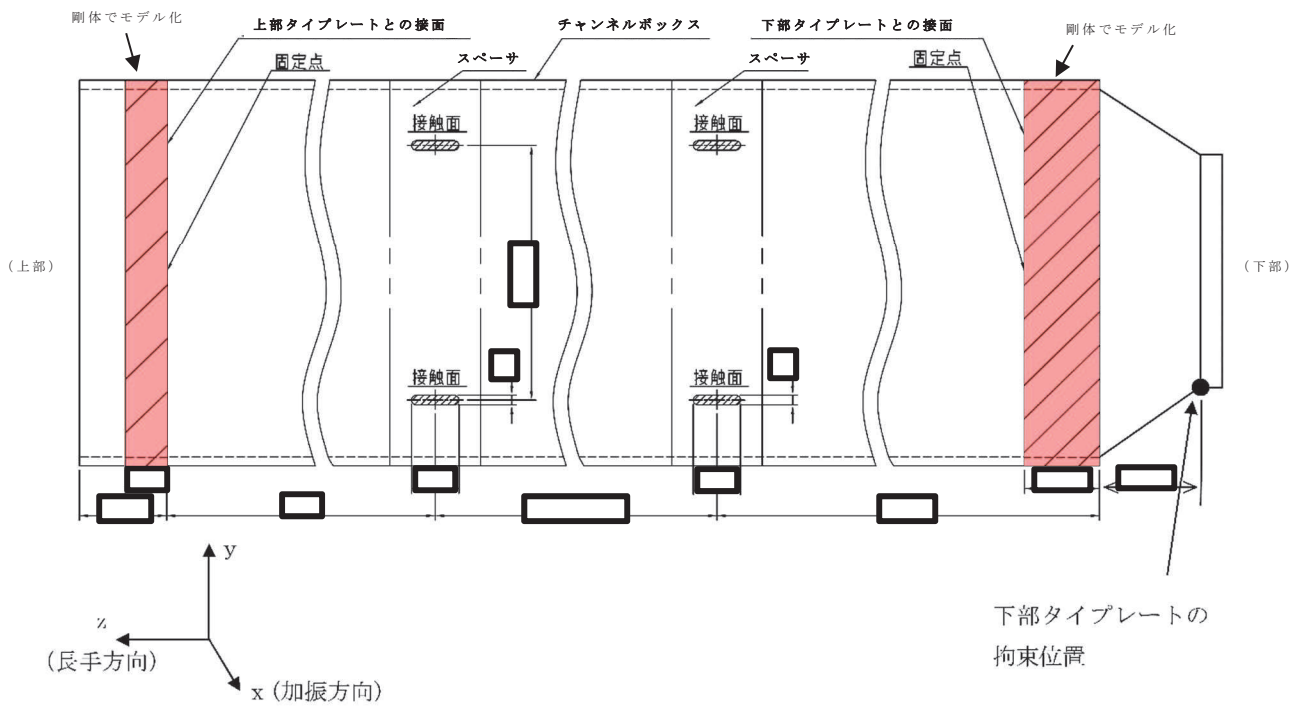 剛体でモデル化
上部タイプレートとの接面
チャンネルボックス
下部タイプレートとの接面
剛体でモデル化
固定点
スペーサ
スペーサ
固定点
接触面
接触面
(上部)
(下部)
接触面
接触面
y
z
(長手方向)
x (加振方向)
下部タイプレートの
拘束位置